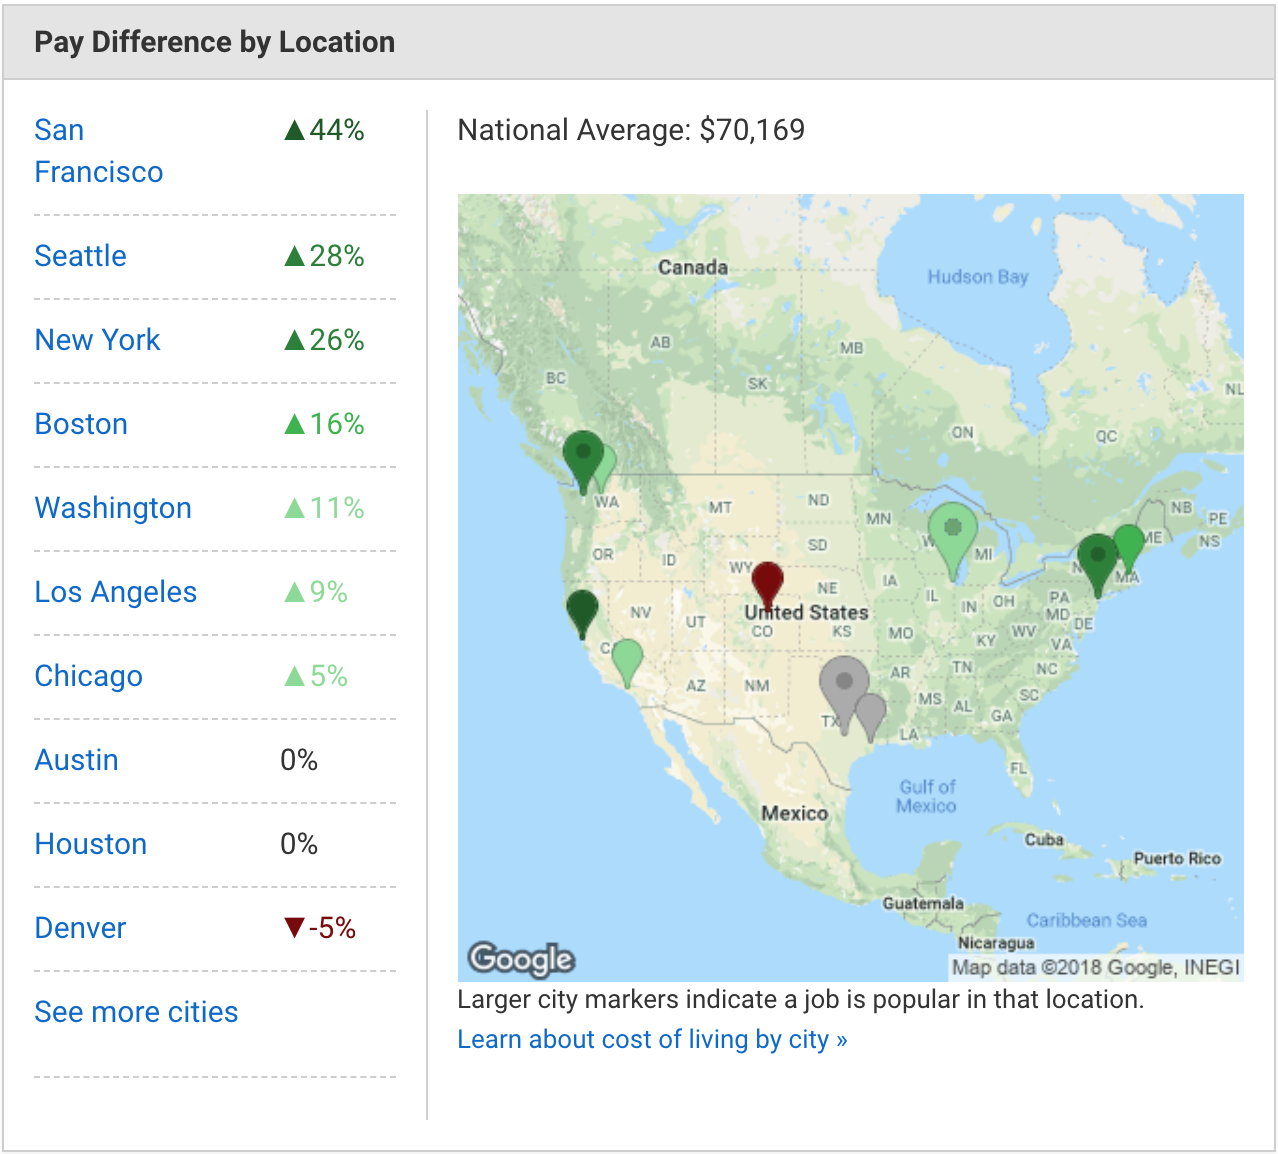 Pay Difference by Location
San
Francisco
▲44%
Seattle ▲28%
New York ▲26%
Boston ▲16%
Washington ▲11%
Los Angeles ▲9%
Chicago ▲5%
Austin 0%
Houston 0%
Denver ▼-5%
See more cities
National Average: $70,169
Canada
Hudson Bay
AB
MB
BC
SK
NL
ON
QC
WA
MT
ND
MN
NB
PE
ME
NS
OR
ID
SD
MI
WY
NE
IA
MA
United States
NV
UT
CO
KS
IL
IN
OH
PA
MD
DE
MO
KY
WV
VA
AZ
NM
AR
TN
NC
TX
MS
AL
SC
GA
LA
FL
Gulf of
Mexico
Mexico
Cuba
Puerto Rico
Guatemala
Caribbean Sea
Nicaragua
Google
Map data ©2018 Google, INEGI
Larger city markers indicate a job is popular in that location.
Learn about cost of living by city »